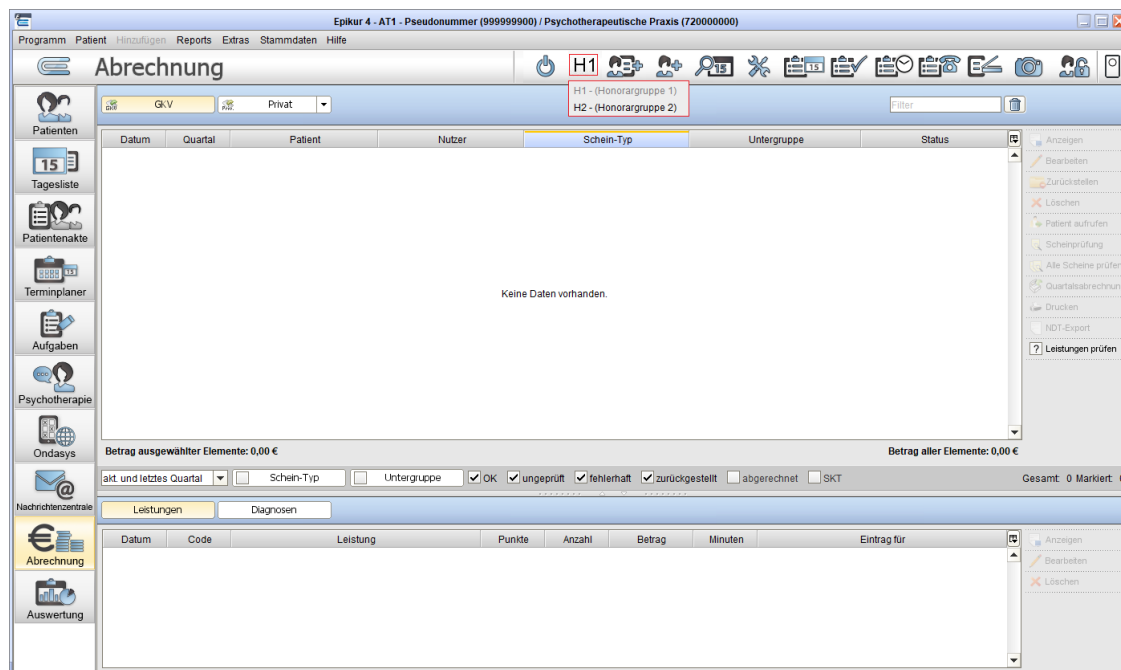 Epikur 4 - AT1 - Pseudonummer (999999900) / Psychotherapeutische Praxis (720000000)
Programm Patient Hinzufügen Reports Extras Stammdaten Hilfe
Abrechnung H1 15 15
H1 - (Honorargruppe 1)
H2 - (Honorargruppe 2)
GKV Privat Filter
Patienten
15
Tagesliste
Patientenakte
15
Terminplaner
Aufgaben
Psychotherapie
Ondasys
Nachrichtenzentrale
Abrechnung
Auswertung
Datum Quartal Patient Nutzer Schein-Typ Untergruppe Status
Keine Daten vorhanden.
Anzeigen
Bearbeiten
Zurückstellen
Löschen
Patient aufrufen
Scheinprüfung
Alle Scheine prüfen
Quartalsabrechnun
Drucken
NDT-Export
? Leistungen prüfen
Betrag ausgewählter Elemente: 0,00 € Betrag aller Elemente: 0,00 €
akt. und letztes Quartal Schein-Typ Untergruppe OK ungeprüft fehlerhaft zurückgestellt abgerechnet SKT Gesamt: 0 Markiert:
Leistungen Diagnosen
Datum Code Leistung Punkte Anzahl Betrag Minuten Eintrag für
Anzeigen
Bearbeiten
Löschen